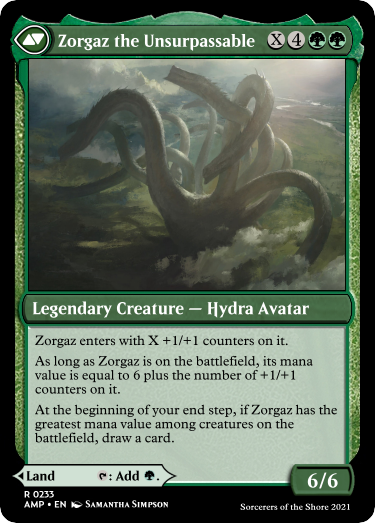 Zorgaz the Unsurpassable X 4
Legendary Creature — Hydra Avatar
Zorgaz enters with X +1/+1 counters on it.
As long as Zorgaz is on the battlefield, its mana
value is equal to 6 plus the number of +1/+1
counters on it.
At the beginning of your end step, if Zorgaz has the
greatest mana value among creatures on the
battlefield, draw a card.
Land : Add .
6/6
R 0233
AMP • EN Samantha Simpson
Sorcerers of the Shore 2021